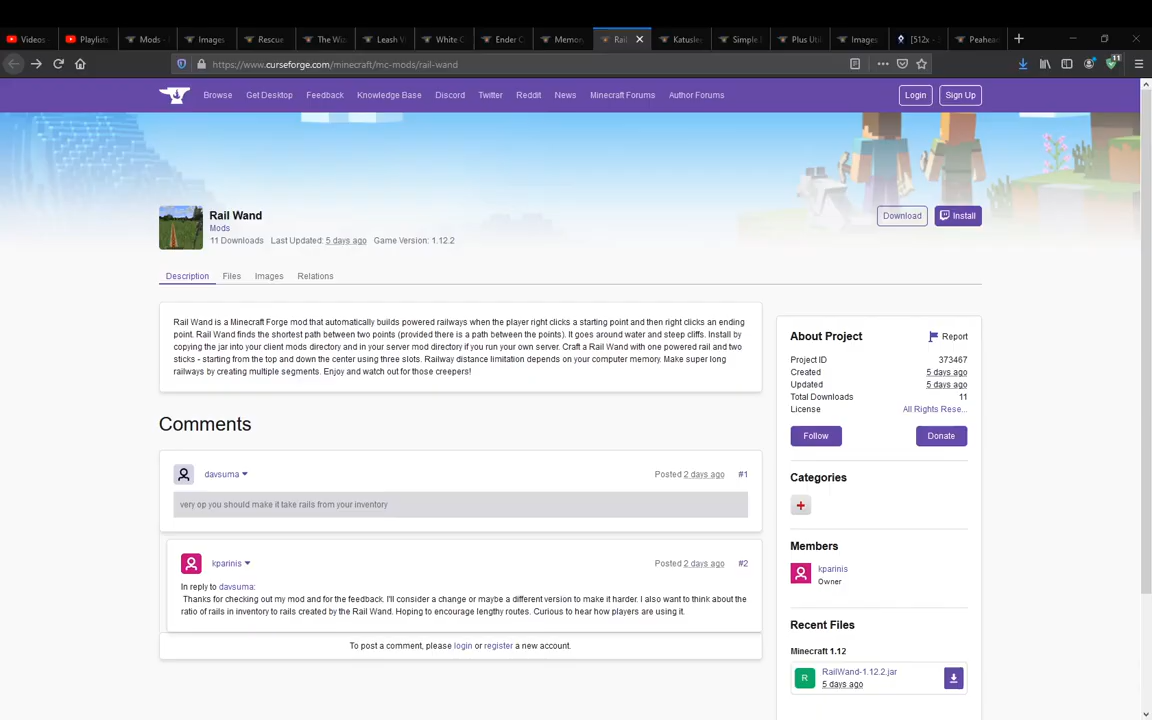 Videos
Playlists
Mods -
Images
Rescue
The Wiz
Leash V
White C
Ender C
Memory
Rail
Katusle
Simple
Plus Uti
Images
[512x -
Peahead
https://www.curseforge.com/minecraft/mc-mods/rail-wand
11
Browse Get Desktop Feedback Knowledge Base Discord Twitter Reddit News Minecraft Forums Author Forums Login Sign Up
Rail Wand
Mods
11 Downloads Last Updated: 5 days ago Game Version: 1.12.2
Download Install
Description Files Images Relations
Rail Wand is a Minecraft Forge mod that automatically builds powered railways when the player right clicks a starting point and then right clicks an ending
point. Rail Wand finds the shortest path between two points (provided there is a path between the points). It goes around water and steep cliffs. Install by
copying the jar into your client mods directory and in your server mod directory if you run your own server. Craft a Rail Wand with one powered rail and two
sticks - starting from the top and down the center using three slots. Railway distance limitation depends on your computer memory. Make super long
railways by creating multiple segments. Enjoy and watch out for those creepers!
Comments
davsuma Posted 2 days ago #1
very op you should make it take rails from your inventory
kparinis Posted 2 days ago #2
In reply to davsuma:
Thanks for checking out my mod and for the feedback. I'll consider a change or maybe a different version to make it harder. I also want to think about the
ratio of rails in inventory to rails created by the Rail Wand. Hoping to encourage lengthy routes. Curious to hear how players are using it.
To post a comment, please login or register a new account.
About Project Report
Project ID 373467
Created 5 days ago
Updated 5 days ago
Total Downloads 11
License All Rights Rese...
Follow Donate
Categories
Members
kparinis
Owner
Recent Files
Minecraft 1.12
R RailWand-1.12.2.jar
5 days ago